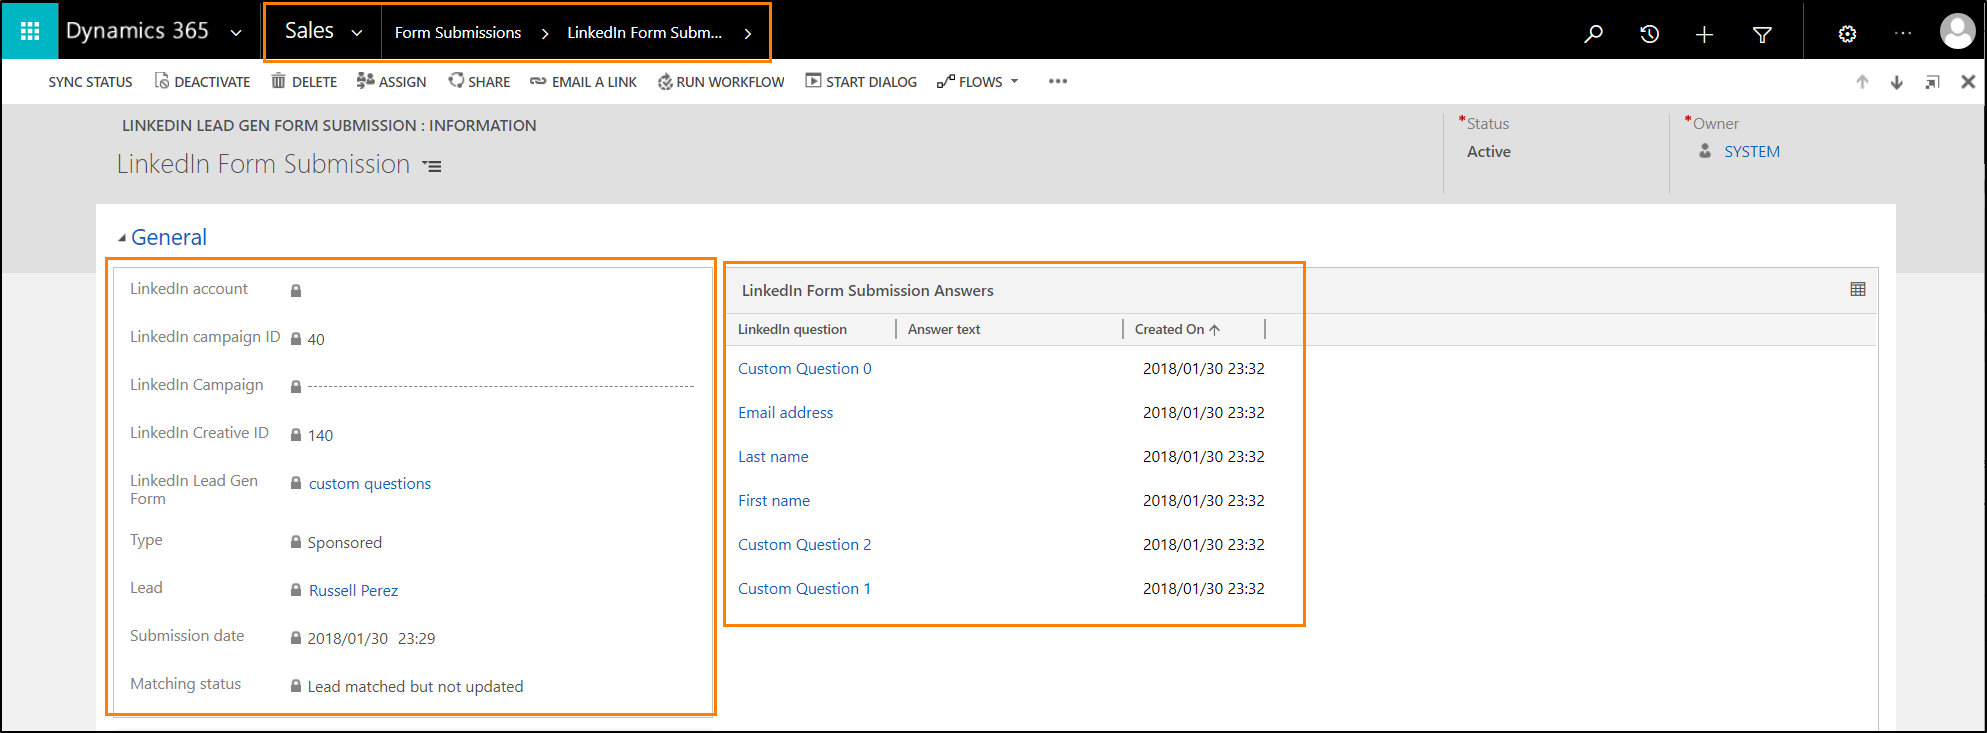 Dynamics 365 Sales Form Submissions LinkedIn Form Subm...
SYNC STATUS DEACTIVATE DELETE ASSIGN SHARE EMAIL A LINK RUN WORKFLOW START DIALOG FLOWS
LINKEDIN LEAD GEN FORM SUBMISSION : INFORMATION
LinkedIn Form Submission
*Status
Active
*Owner
SYSTEM
General
LinkedIn account
LinkedIn campaign ID 40
LinkedIn Campaign
LinkedIn Creative ID 140
LinkedIn Lead Gen
Form
custom questions
Type Sponsored
Lead Russell Perez
Submission date 2018/01/30 23:29
Matching status Lead matched but not updated
LinkedIn Form Submission Answers
LinkedIn question Answer text Created On
Custom Question 0 2018/01/30 23:32
Email address 2018/01/30 23:32
Last name 2018/01/30 23:32
First name 2018/01/30 23:32
Custom Question 2 2018/01/30 23:32
Custom Question 1 2018/01/30 23:32